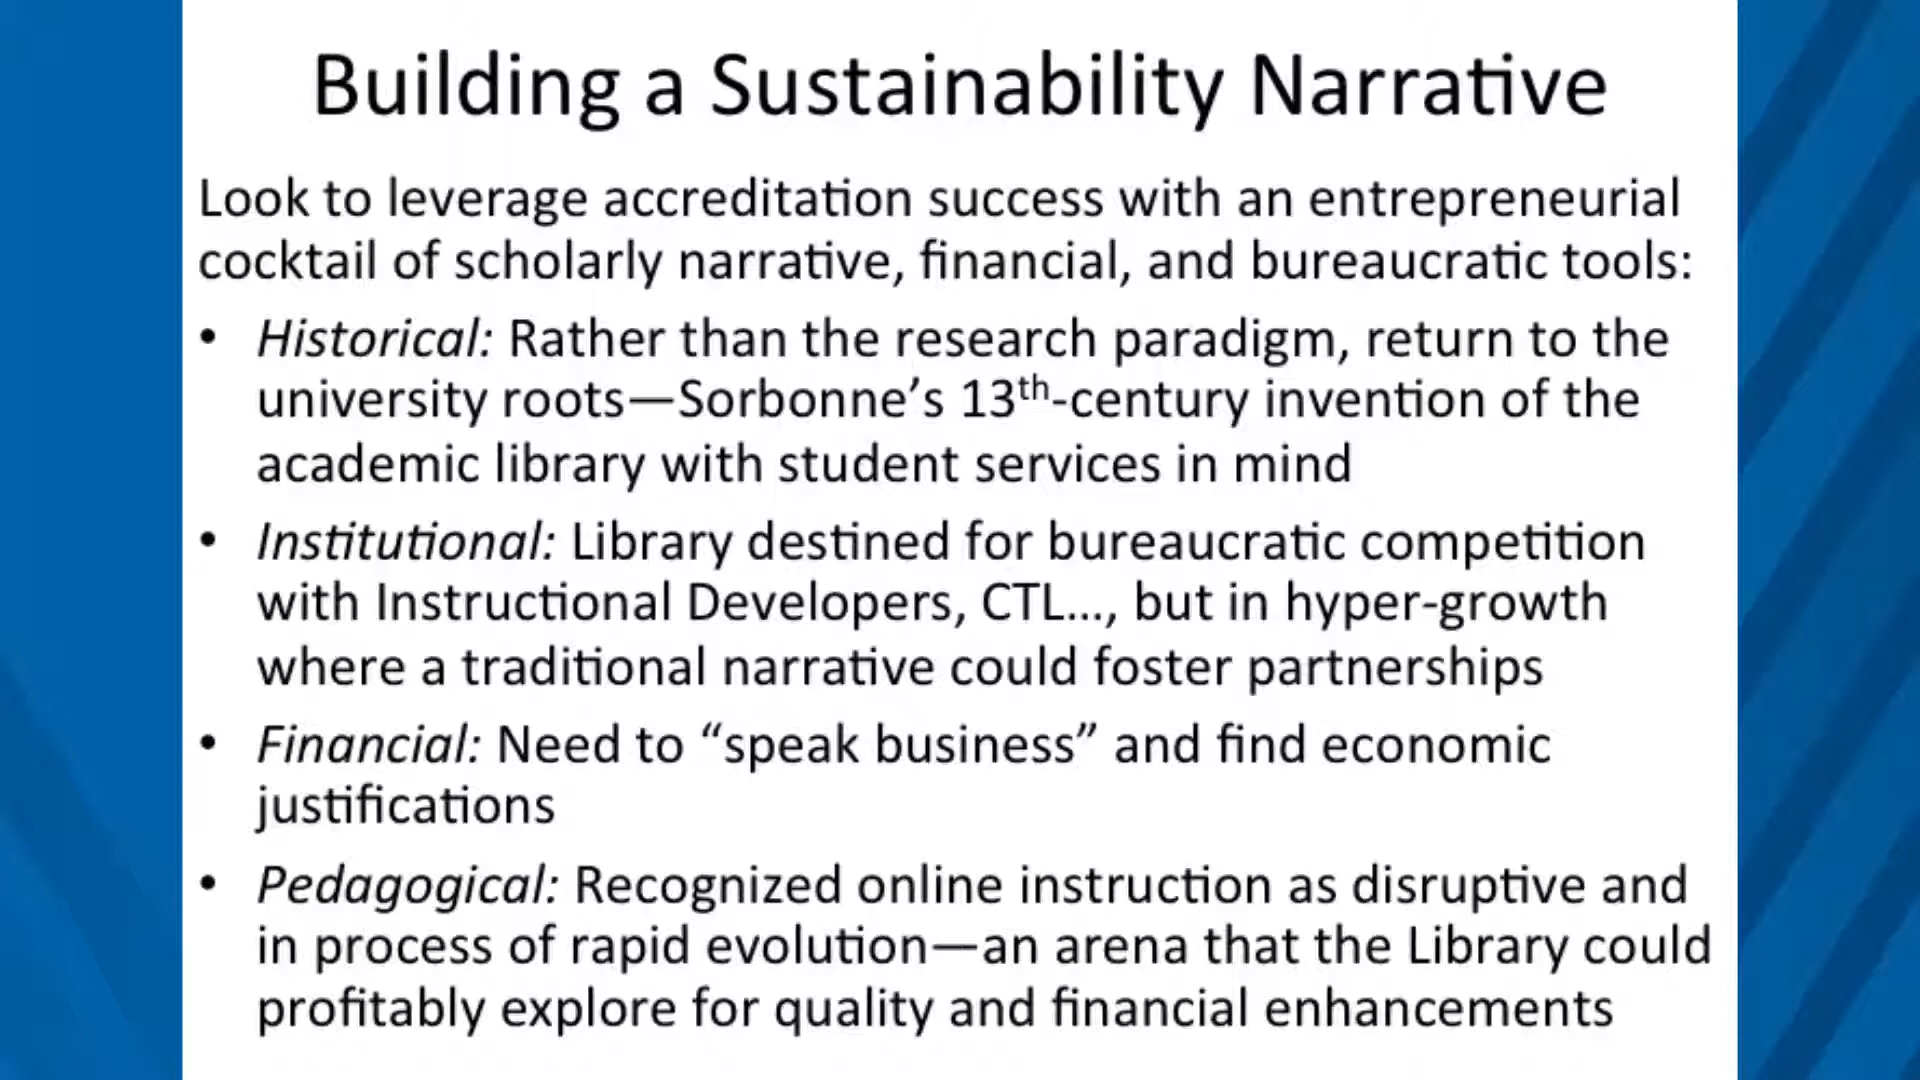 Building a Sustainability Narrative
Look to leverage accreditation success with an entrepreneurial
cocktail of scholarly narrative, financial, and bureaucratic tools:
• Historical: Rather than the research paradigm, return to the
university roots—Sorbonne’s 13th-century invention of the
academic library with student services in mind
• Institutional: Library destined for bureaucratic competition
with Instructional Developers, CTL..., but in hyper-growth
where a traditional narrative could foster partnerships
• Financial: Need to “speak business” and find economic
justifications
• Pedagogical: Recognized online instruction as disruptive and
in process of rapid evolution—an arena that the Library could
profitably explore for quality and financial enhancements